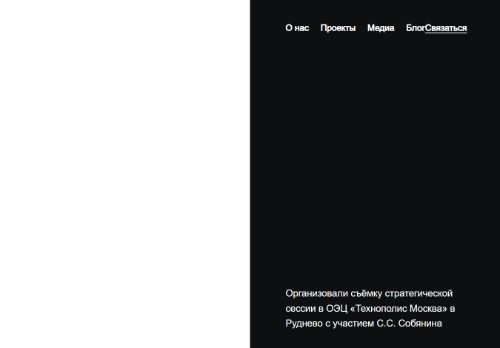 О нас Проекты Медиа БлогСвязаться
Организовали съёмку стратегической
сессии в ОЭЦ «Технополис Москва» в
Руднево с участием С.С. Собянина